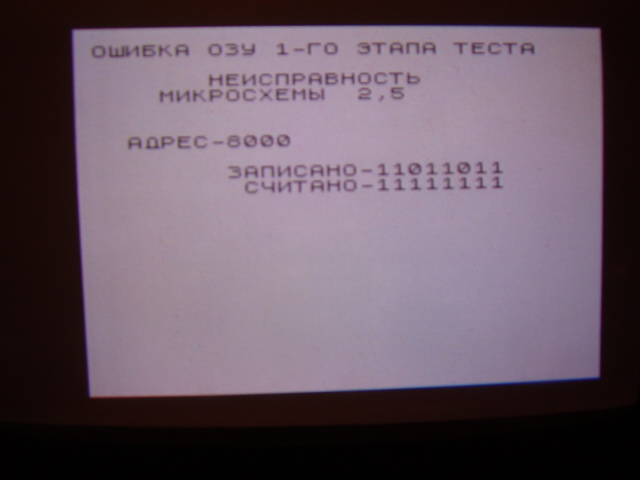 ОШИБКА ОЗУ 1-ГО ЭТАПА ТЕСТА
НЕИСПРАВНОСТЬ
МИКРОСХЕМЫ 2,5
АДРЕС-8000
ЗАПИСАНО-11011011
СЧИТАНО-11111111